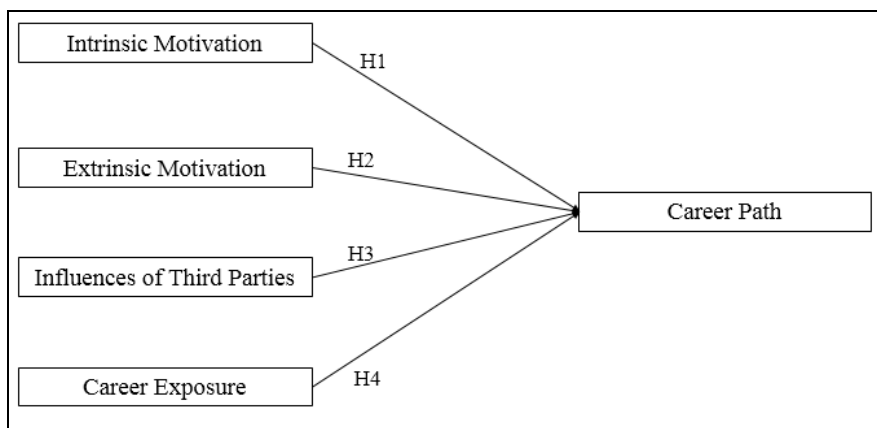 Intrinsic Motivation
H1
Extrinsic Motivation
H2
Career Path
Influences of Third Parties
H3
Career Exposure
H4